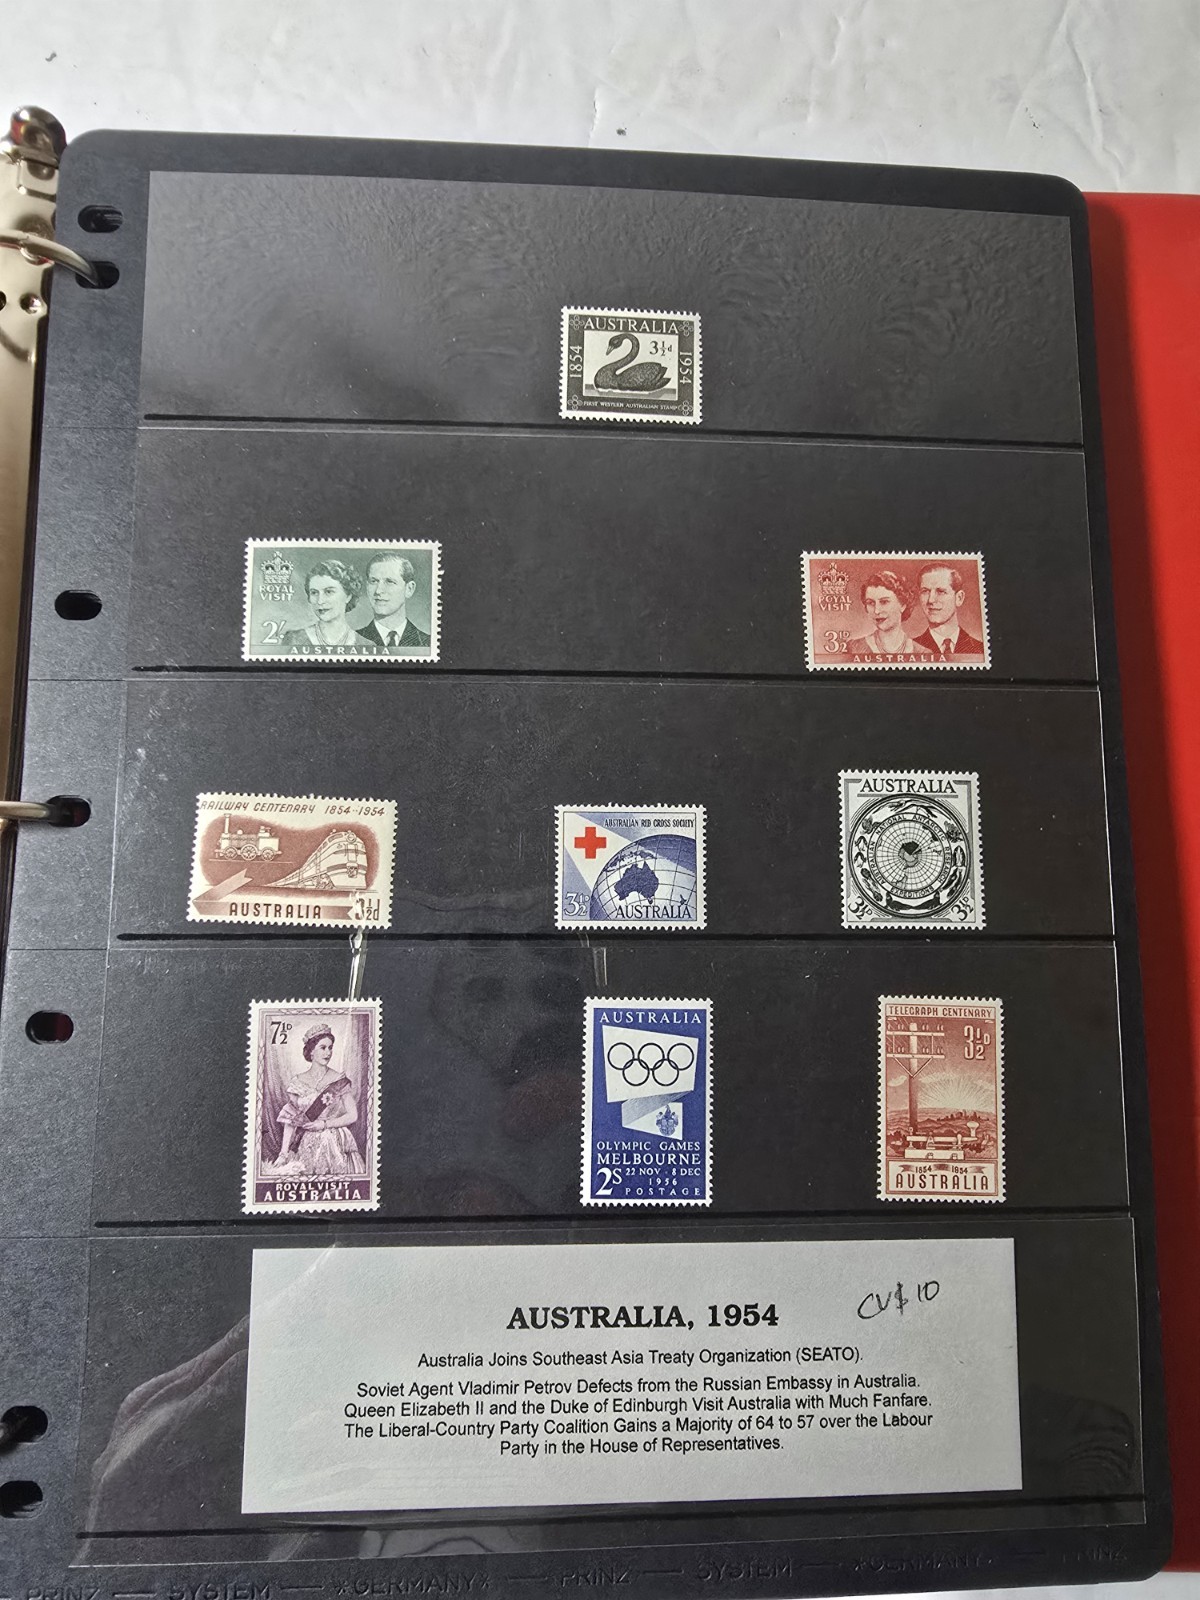 AUSTRALIA
1854
3½d
1954
FIRST WESTERN AUSTRALIAN STAMP
ROYAL
VISIT
2/-
AUSTRALIA
ROYAL
VISIT
3½D
AUSTRALIA
RAILWAY CENTENARY 1854-1954
3½d
AUSTRALIA
AUSTRALIAN RED CROSS SOCIETY
3½D
AUSTRALIA
AUSTRALIA
AUSTRALIAN NATIONAL ANTARCTIC RESEARCH EXPEDITION
3½D
3½D
7½D
ROYAL VISIT
AUSTRALIA
AUSTRALIA
OLYMPIC GAMES
MELBOURNE
2S
22 NOV - 8 DEC
1956
POSTAGE
TELEGRAPH CENTENARY
3½D
1854 1954
AUSTRALIA
AUSTRALIA, 1954
CV$10
Australia Joins Southeast Asia Treaty Organization (SEATO).
Soviet Agent Vladimir Petrov Defects from the Russian Embassy in Australia.
Queen Elizabeth II and the Duke of Edinburgh Visit Australia with Much Fanfare.
The Liberal-Country Party Coalition Gains a Majority of 64 to 57 over the Labour
Party in the House of Representatives.
PRINZ — SYSTEM — *GERMANY* — PRINZ — SYSTEM — *GERMANY* — PRINZ